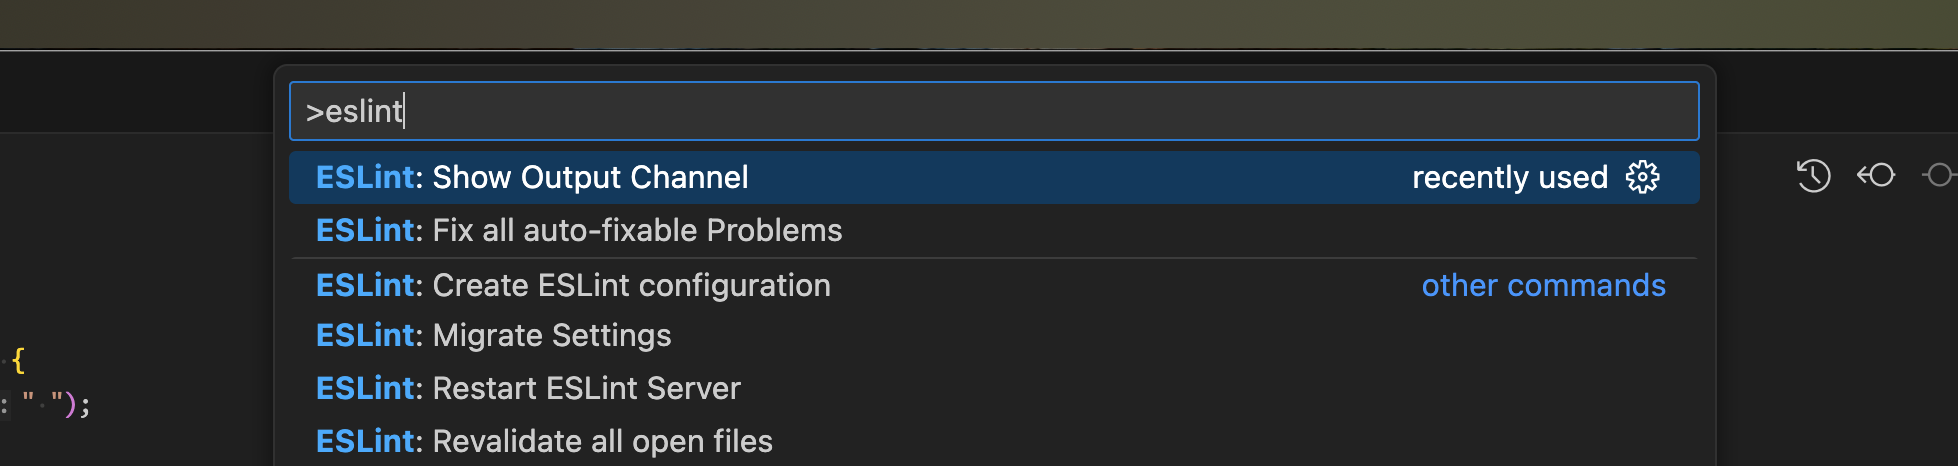 >eslint
ESLint: Show Output Channel recently used
ESLint: Fix all auto-fixable Problems
ESLint: Create ESLint configuration other commands
ESLint: Migrate Settings
{
ESLint: Restart ESLint Server
: " ");
ESLint: Revalidate all open files